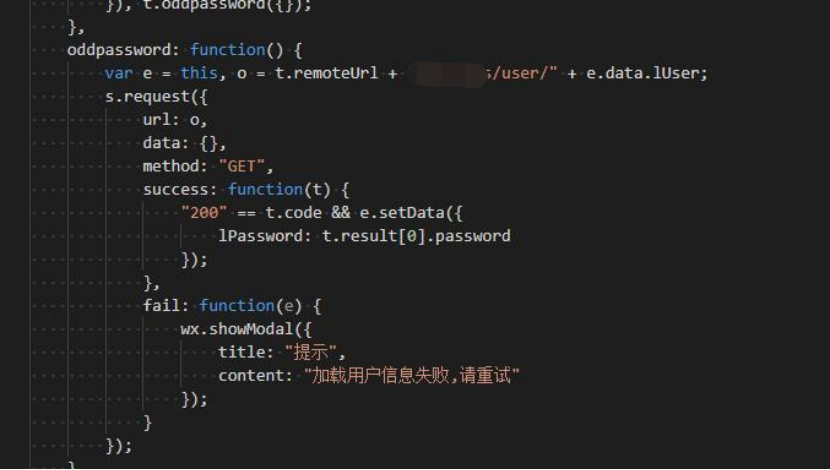 }), t.oddpassword({});
},
oddpassword: function() {
var e = this, o = t.remoteUrl + s/user/" + e.data.lUser;
s.request({
url: o,
data: {},
method: "GET",
success: function(t) {
"200" == t.code && e.setData({
lPassword: t.result[0].password
});
},
fail: function(e) {
wx.showModal({
title: "提示",
content: "加载用户信息失败,请重试"
});
}
});
}